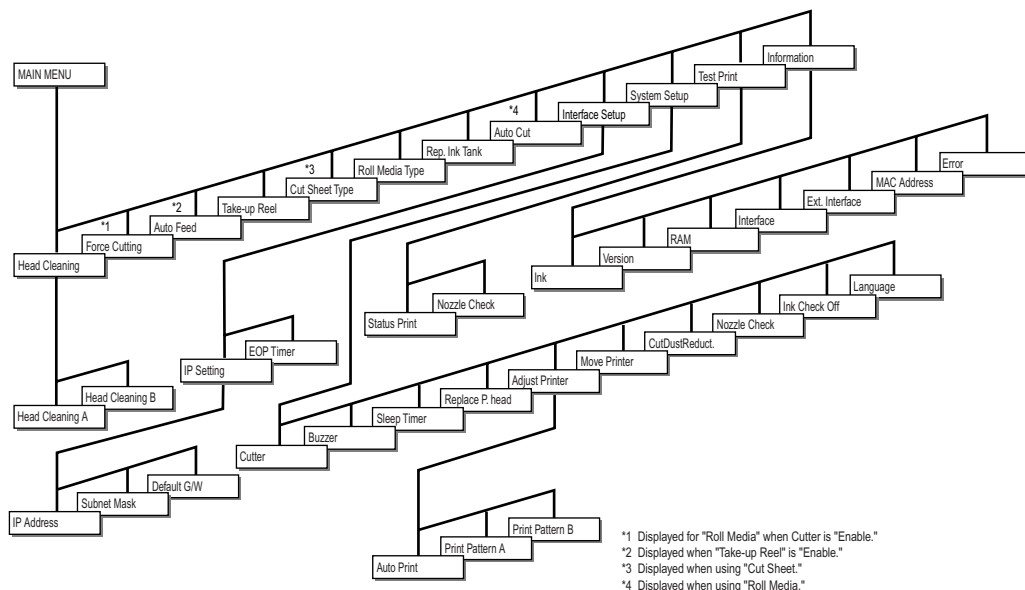 MAIN MENU
Information
Test Print
System Setup
*4
Interface Setup
Auto Cut
Rep. Ink Tank
*3
Roll Media Type
Cut Sheet Type
*2
Take-up Reel
*1
Auto Feed
Force Cutting
Head Cleaning
Error
MAC Address
Ext. Interface
Interface
RAM
Version
Ink
Nozzle Check
Status Print
Language
Ink Check Off
Nozzle Check
CutDustReduct.
Move Printer
Adjust Printer
Replace P. head
Sleep Timer
Buzzer
Cutter
EOP Timer
IP Setting
Head Cleaning B
Head Cleaning A
Default G/W
Subnet Mask
IP Address
Print Pattern B
Print Pattern A
Auto Print
*1 Displayed for "Roll Media" when Cutter is "Enable."
*2 Displayed when "Take-up Reel" is "Enable."
*3 Displayed when using "Cut Sheet."
*4 Displayed when using "Roll Media."